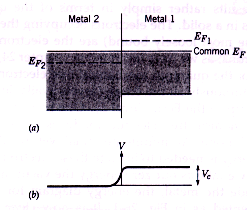 Metal 2 Metal 1
E_F1
Common E_F
E_F2
(a)
V
V_c
(b)